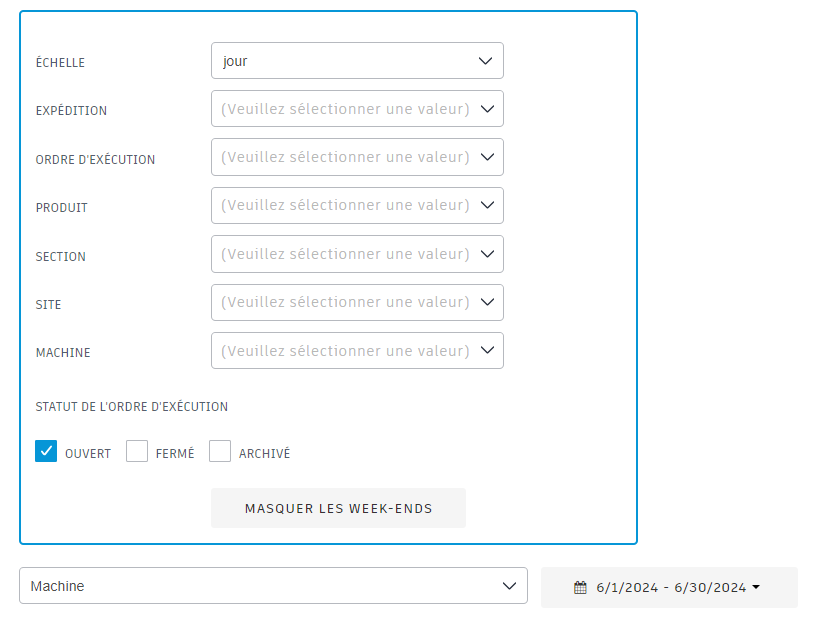 ÉCHELLE jour
EXPÉDITION (Veuillez sélectionner une valeur)
ORDRE D'EXÉCUTION (Veuillez sélectionner une valeur)
PRODUIT (Veuillez sélectionner une valeur)
SECTION (Veuillez sélectionner une valeur)
SITE (Veuillez sélectionner une valeur)
MACHINE (Veuillez sélectionner une valeur)
STATUT DE L'ORDRE D'EXÉCUTION
OUVERT FERMÉ ARCHIVÉ
MASQUER LES WEEK-ENDS
Machine 6/1/2024 - 6/30/2024